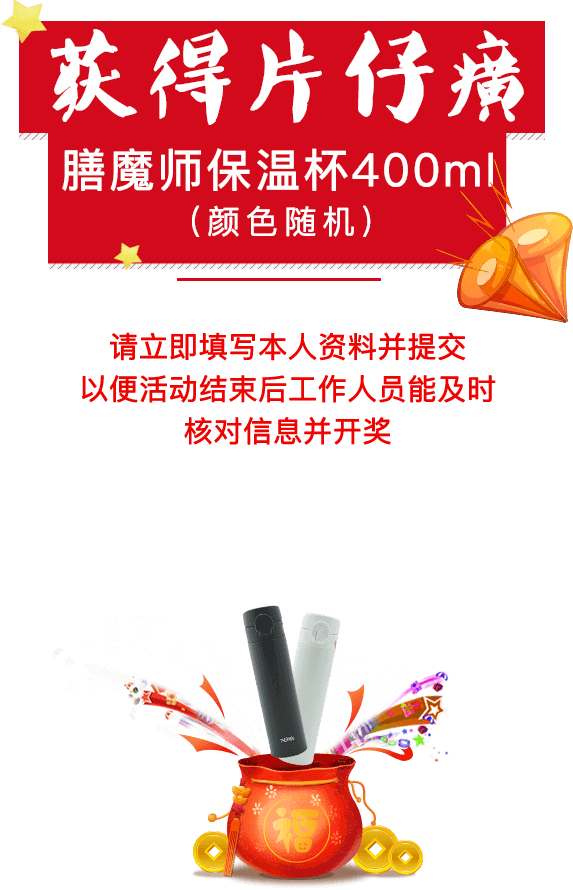 获得片仔癀
膳魔师保温杯400ml
（颜色随机）
请立即填写本人资料并提交
以便活动结束后工作人员能及时
核对信息并开奖
THERMOS
福